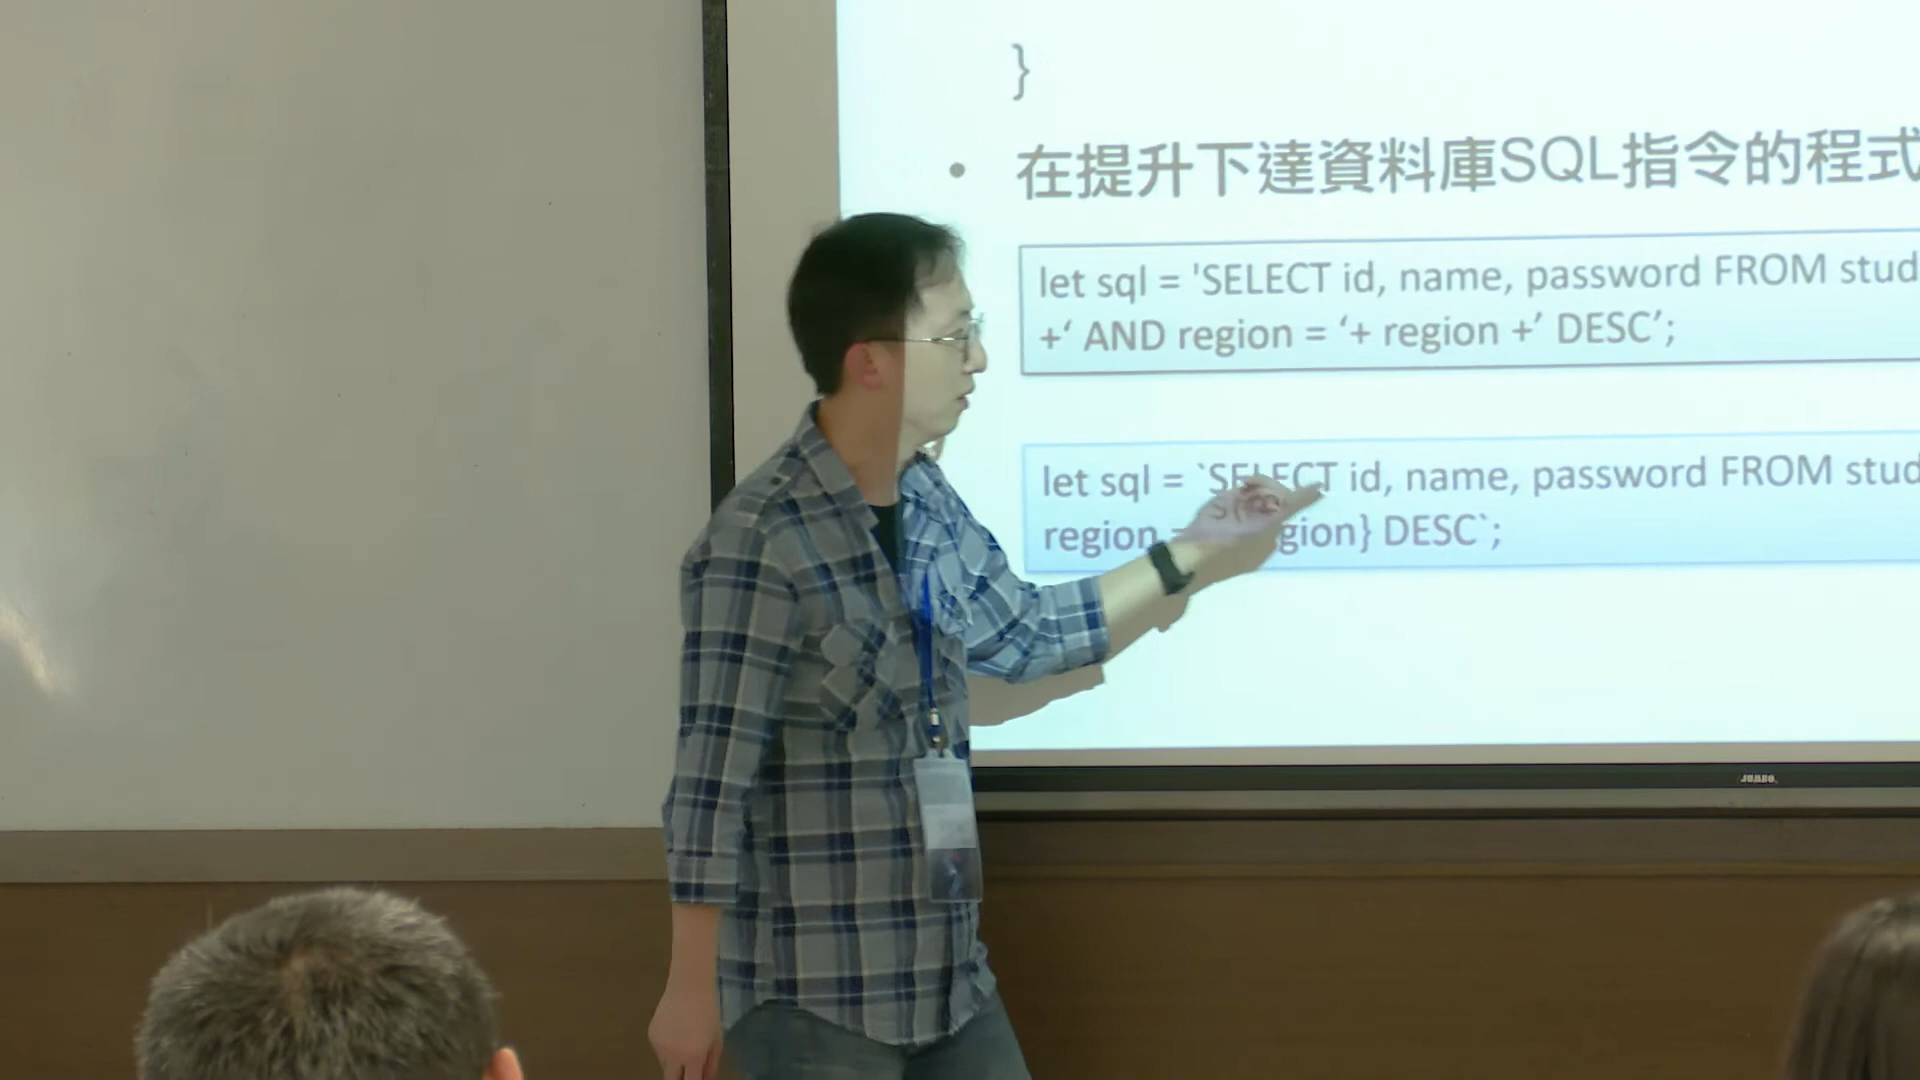 }
• 在提升下達資料庫SQL指令的程式
let sql = 'SELECT id, name, password FROM stud
+‘ AND region = ‘+ region +’ DESC’;
let sql = `SELECT id, name, password FROM stud
region gion} DESC`;
JUMBO